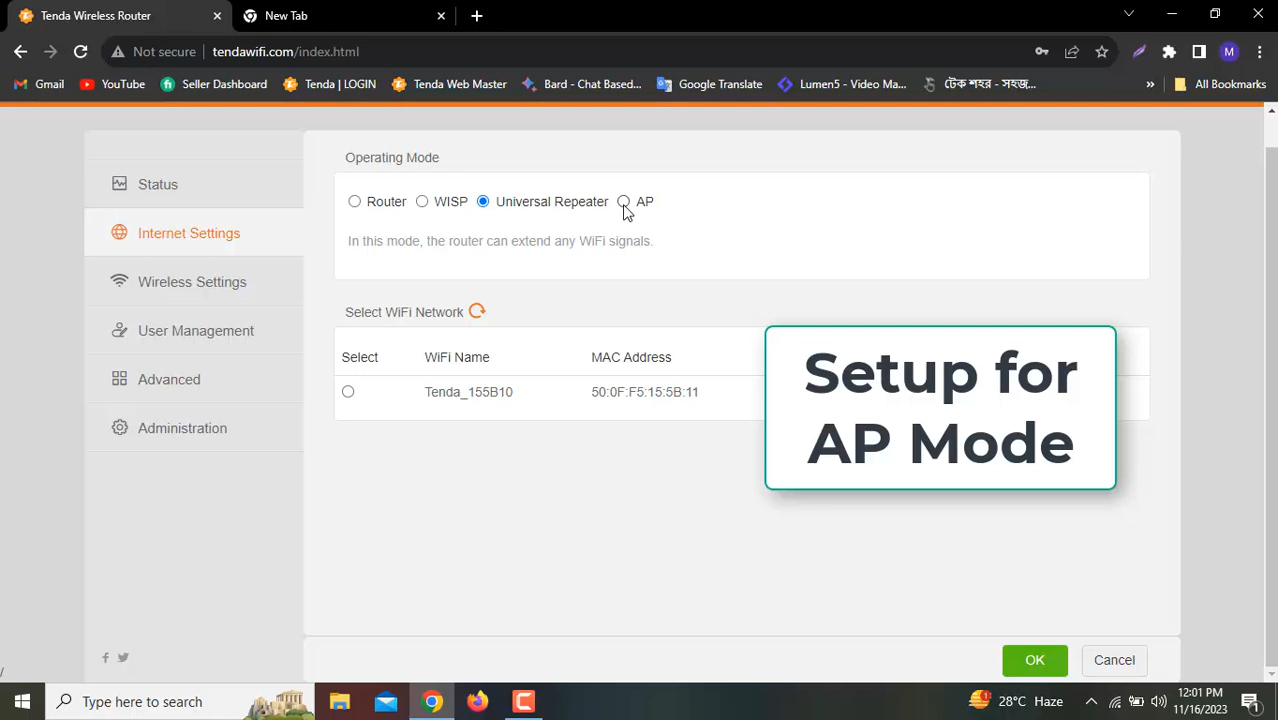 Tenda Wireless Router
New Tab
Not secure
tendawifi.com/index.html
M
Gmail
YouTube
Seller Dashboard
Tenda | LOGIN
Tenda Web Master
Bard - Chat Based...
Google Translate
Lumen5 - Video Ma...
টেক শহর - সহজ...
»
All Bookmarks
Status
Internet Settings
Wireless Settings
User Management
Advanced
Administration
Operating Mode
Router
WISP
Universal Repeater
AP
In this mode, the router can extend any WiFi signals.
Select WiFi Network
Select
WiFi Name
MAC Address
Tenda_155B10
50:0F:F5:15:5B:11
Setup for
AP Mode
OK
Cancel
/
Type here to search
1
28°C Haze
12:01 PM
11/16/2023
1